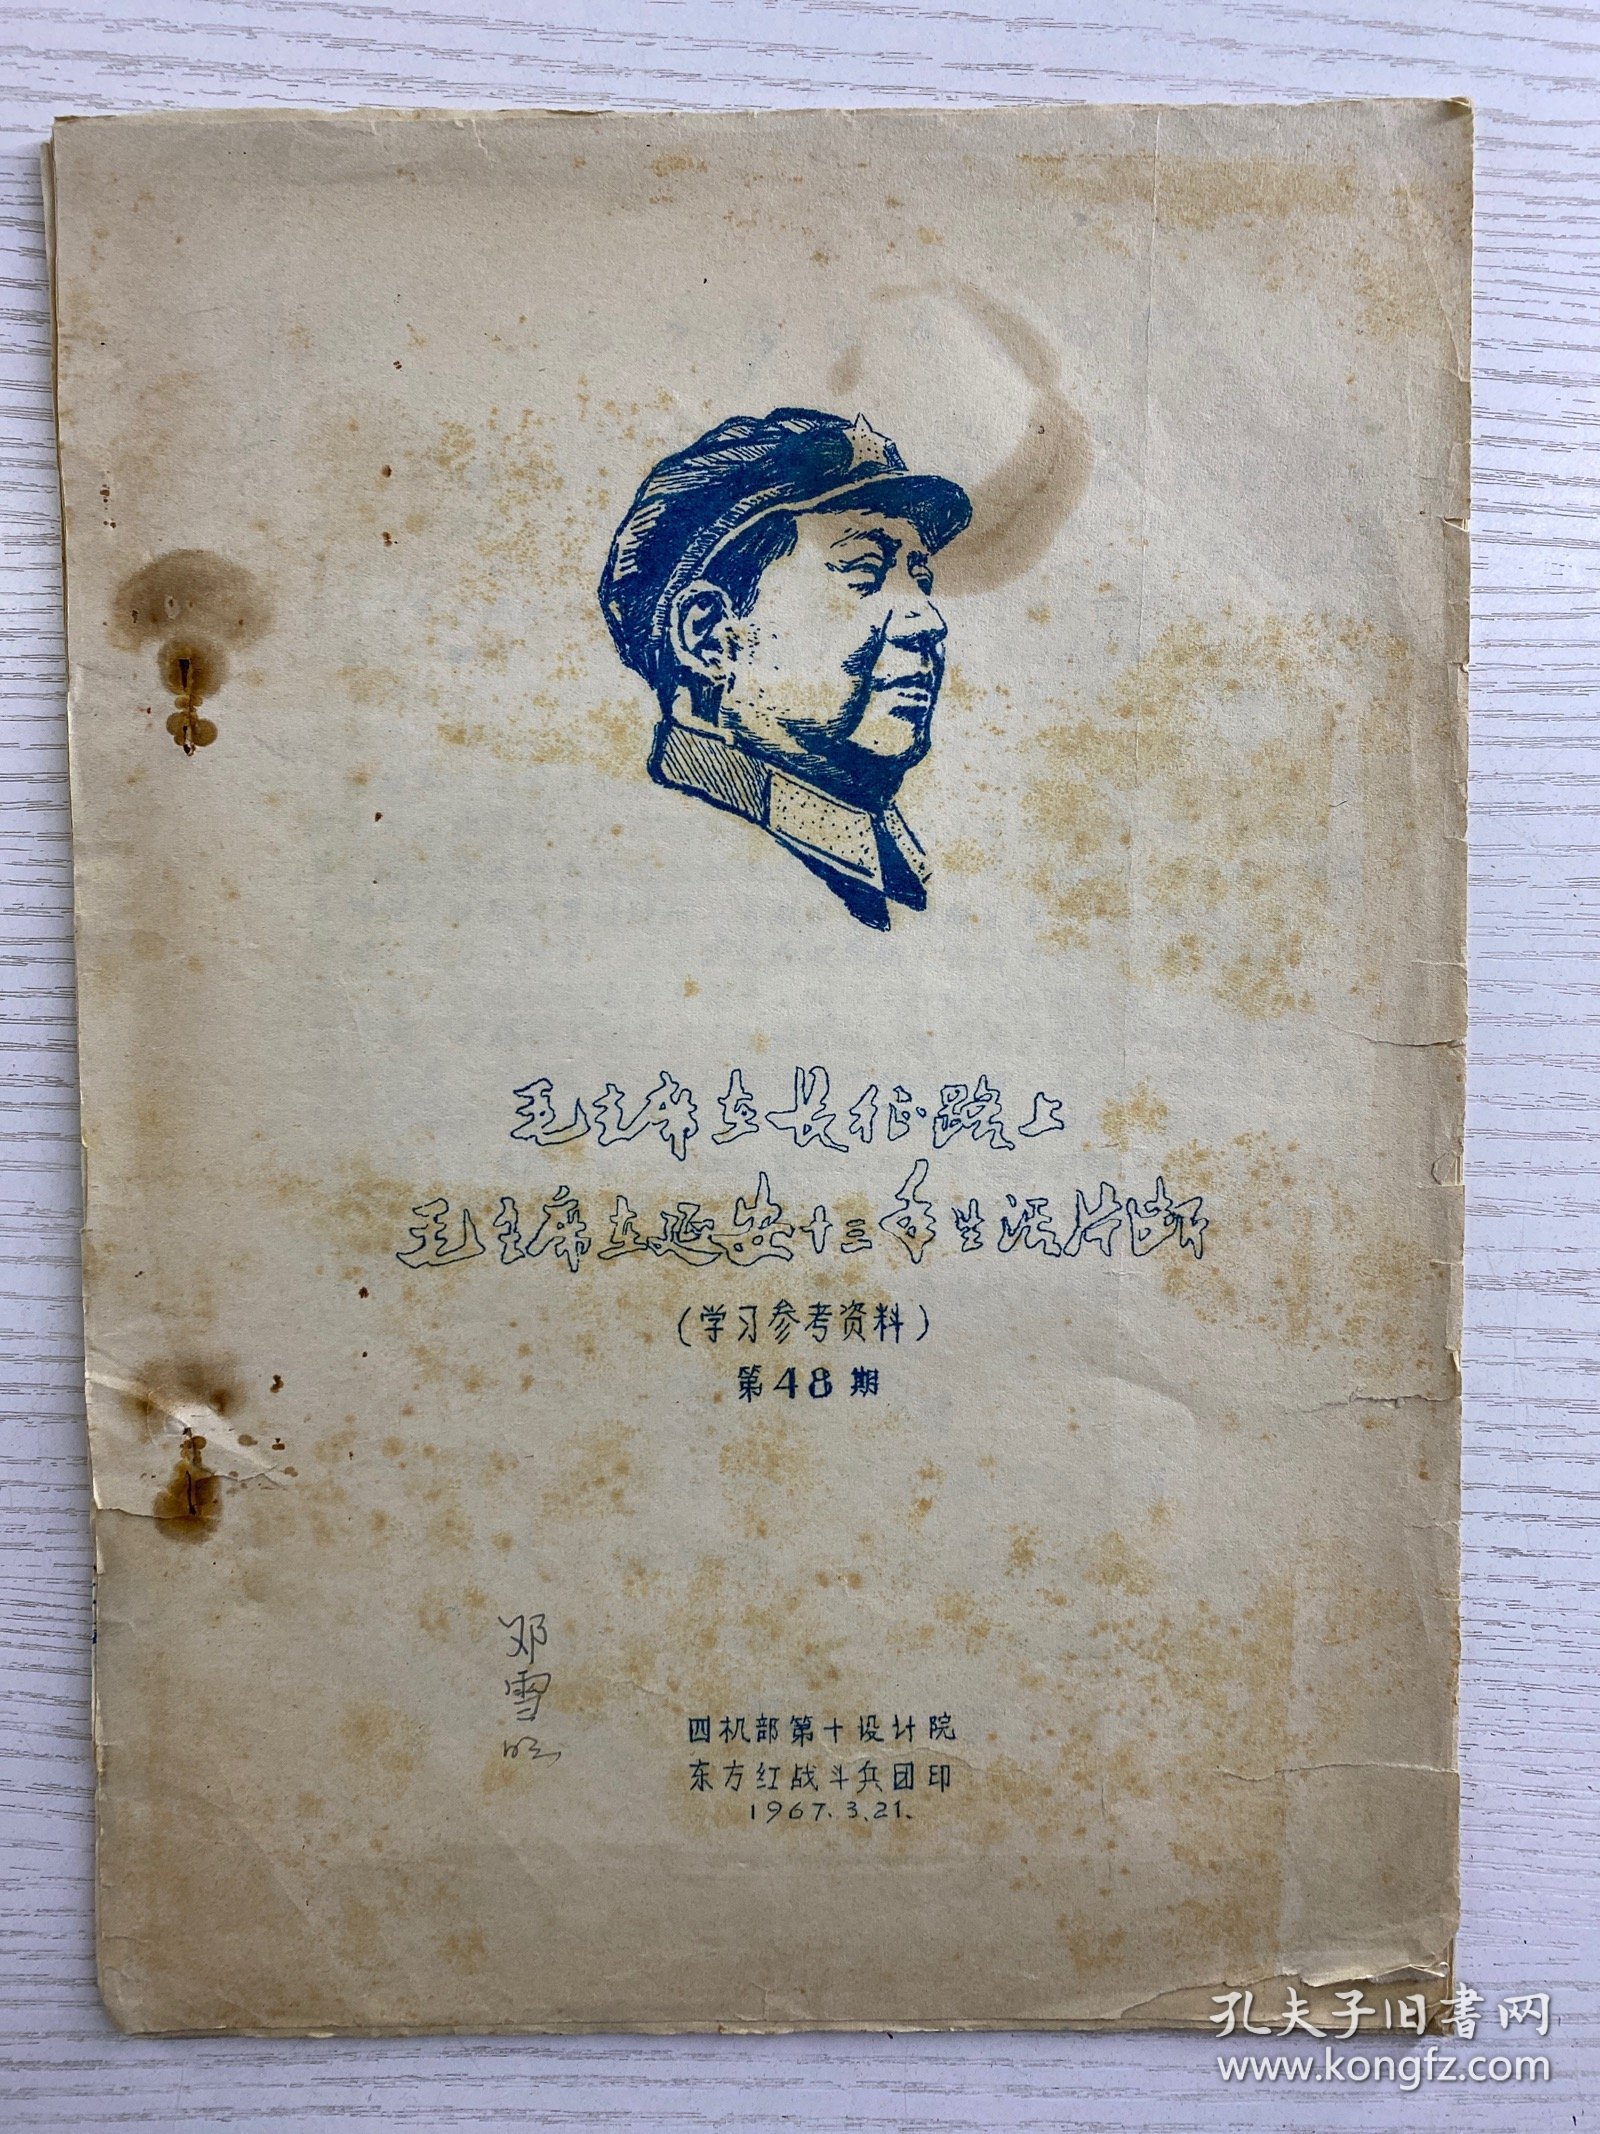 毛主席在长征路上
毛主席在延安十三年生活片断
(学习参考资料)
第48期
邓雪
四机部第十设计院
东方红战斗兵团印
1967.3.21.
孔夫子旧书网
www.kongfz.com